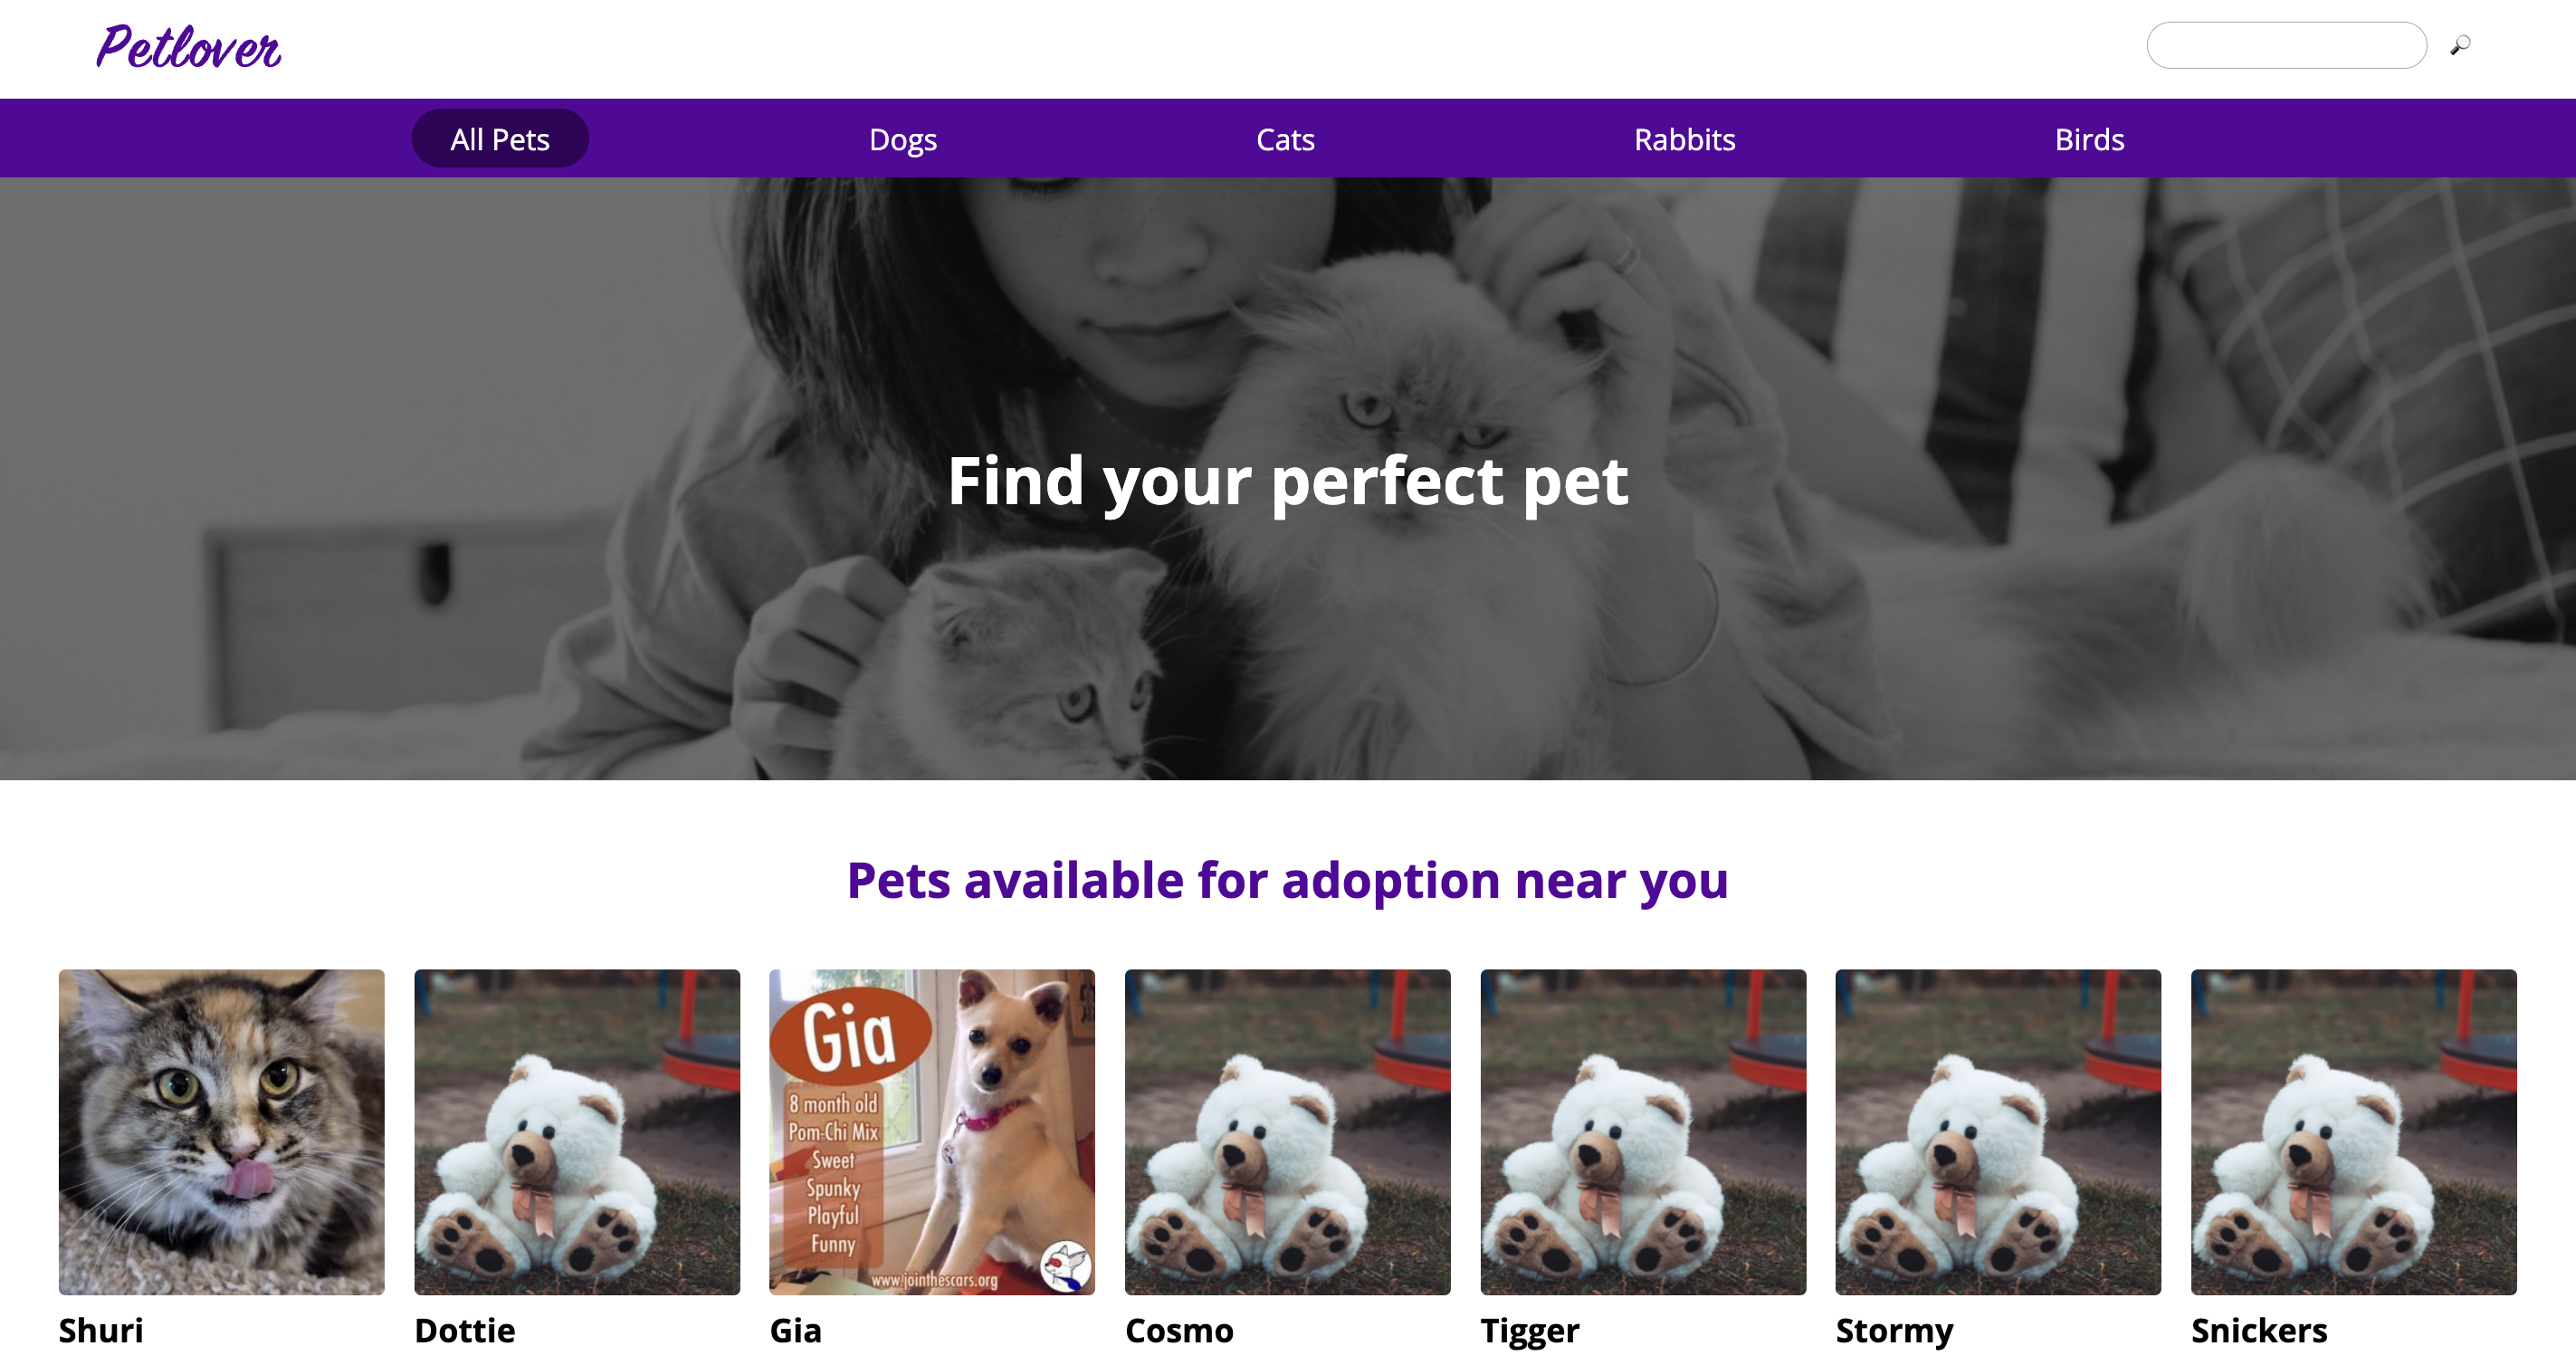 Petlover
All Pets
Dogs
Cats
Rabbits
Birds
Find your perfect pet
Pets available for adoption near you
Gia
8 month old
Pom-Chi Mix
Sweet
Spunky
Playful
Funny
www.jointhescars.org
Shuri
Dottie
Gia
Cosmo
Tigger
Stormy
Snickers